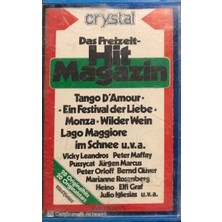 crystal
Das Freizeit-
Hit
Magazin
Tango D'Amour ·
· Ein Festival der Liebe ·
Monza · Wilder Wein
Lago Maggiore
im Schnee u.v.a.
Vicky Leandros Peter Maffay
Pussycat Jürgen Marcus
Peter Orloff Bernd Clüver
Marianne Rosenberg
Heino Elfi Graf
Julio Iglesias u.v.a.